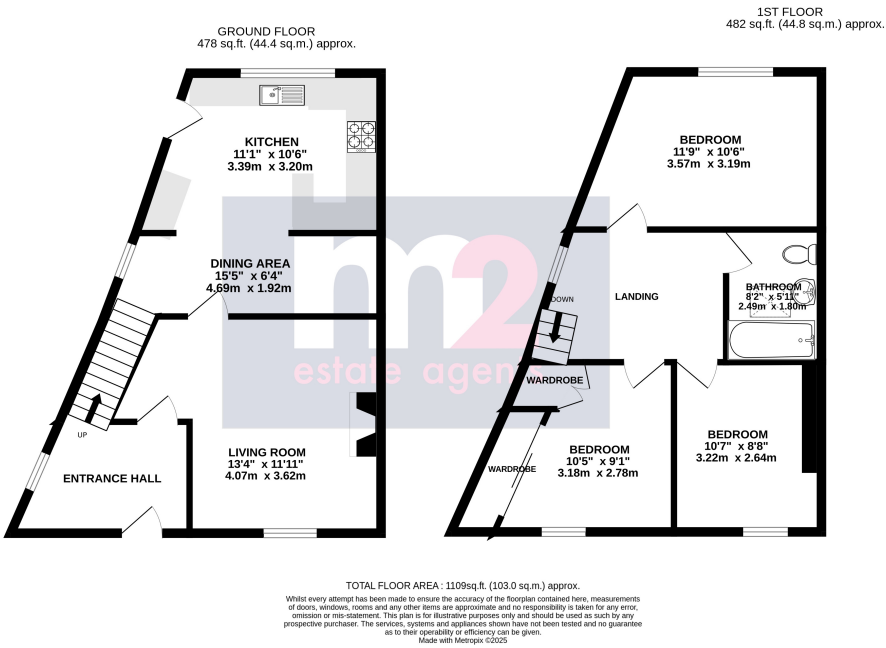 GROUND FLOOR
478 sq.ft. (44.4 sq.m.) approx.
1ST FLOOR
482 sq.ft. (44.8 sq.m.) approx.
KITCHEN
11'1" x 10'6"
3.39m x 3.20m
DINING AREA
15'5" x 6'4"
4.69m x 1.92m
UP
LIVING ROOM
13'4" x 11'11"
4.07m x 3.62m
ENTRANCE HALL
BEDROOM
11'9" x 10'6"
3.57m x 3.19m
BATHROOM
8'2" x 5'11"
2.49m x 1.80m
LANDING
DOWN
WARDROBE
WARDROBE
BEDROOM
10'5" x 9'1"
3.18m x 2.78m
BEDROOM
10'7" x 8'8"
3.22m x 2.64m
m2
estate agents
TOTAL FLOOR AREA : 1109sq.ft. (103.0 sq.m.) approx.
Whilst every attempt has been made to ensure the accuracy of the floorplan contained here, measurements
of doors, windows, rooms and any other items are approximate and no responsibility is taken for any error,
omission or mis-statement. This plan is for illustrative purposes only and should be used as such by any
prospective purchaser. The services, systems and appliances shown have not been tested and no guarantee
as to their operability or efficiency can be given.
Made with Metropix ©2025